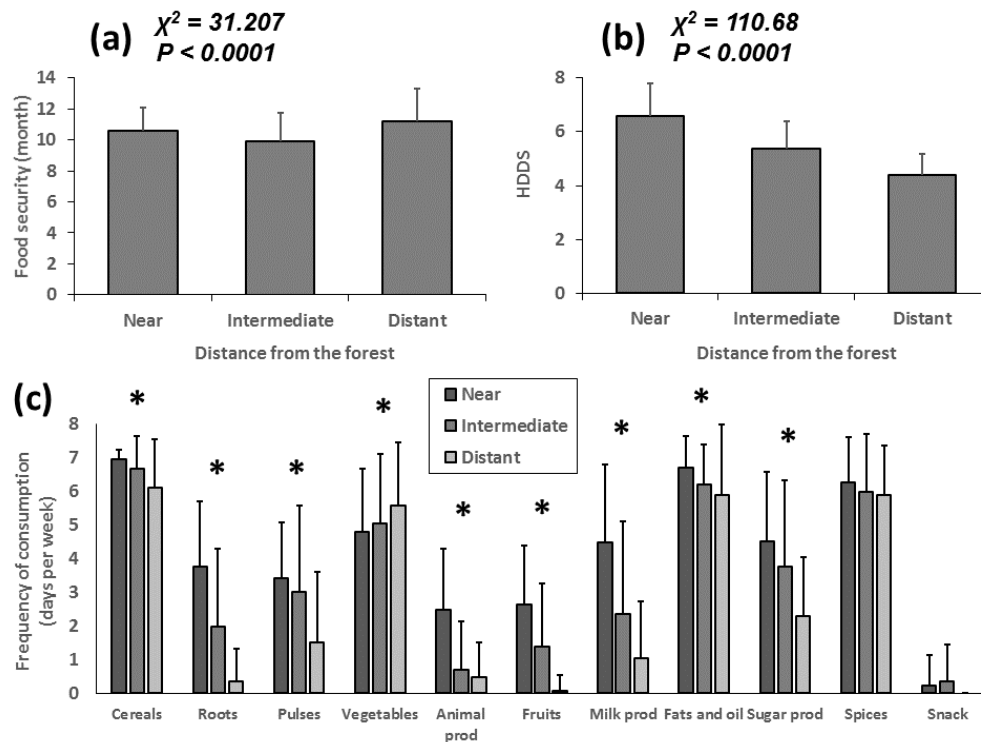 (a)
χ² = 31.207
P < 0.0001
Food security (month)
14
12
10
8
6
4
2
0
Near Intermediate Distant
Distance from the forest
(b)
χ² = 110.68
P < 0.0001
HDDS
8
6
4
2
0
Near Intermediate Distant
Distance from the forest
(c)
Near
Intermediate
Distant
Frequency of consumption
(days per week)
8
7
6
5
4
3
2
1
0
* * * * * * * * *
Cereals Roots Pulses Vegetables Animal prod Fruits Milk prod Fats and oil Sugar prod Spices Snack